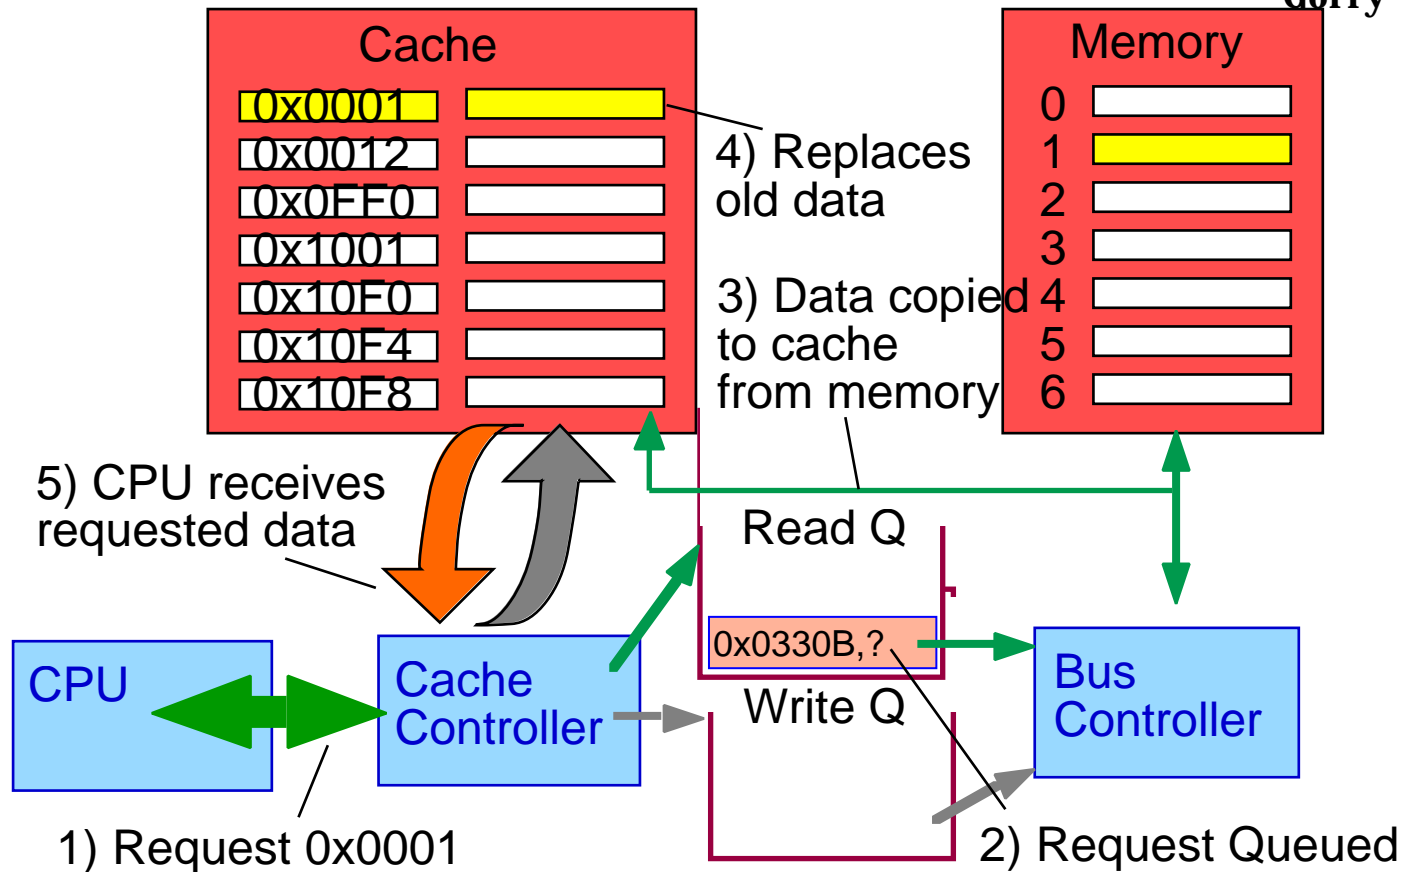 Cache
0x0001
0x0012
0x0FF0
0x1001
0x10F0
0x10F4
0x10F8
Memory
0
1
2
3
4
5
6
4) Replaces
old data
3) Data copied
to cache
from memory
5) CPU receives
requested data
Read Q
0x0330B,?
Write Q
CPU
Cache
Controller
Bus
Controller
1) Request 0x0001
2) Request Queued